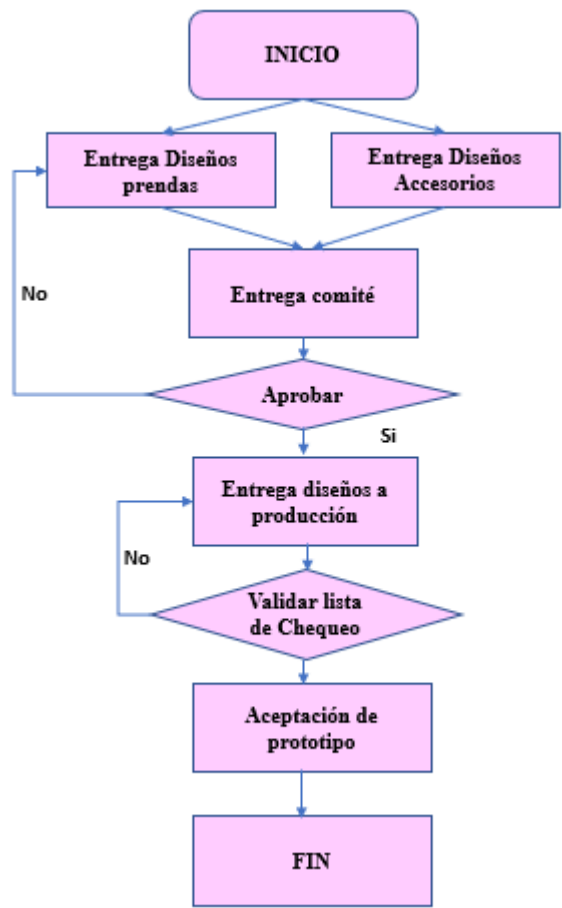 INICIO
Entrega Diseños
prendas
Entrega Diseños
Accesorios
Entrega comité
No
Aprobar
Si
Entrega diseños a
producción
No
Validar lista
de Chequeo
Aceptación de
prototipo
FIN